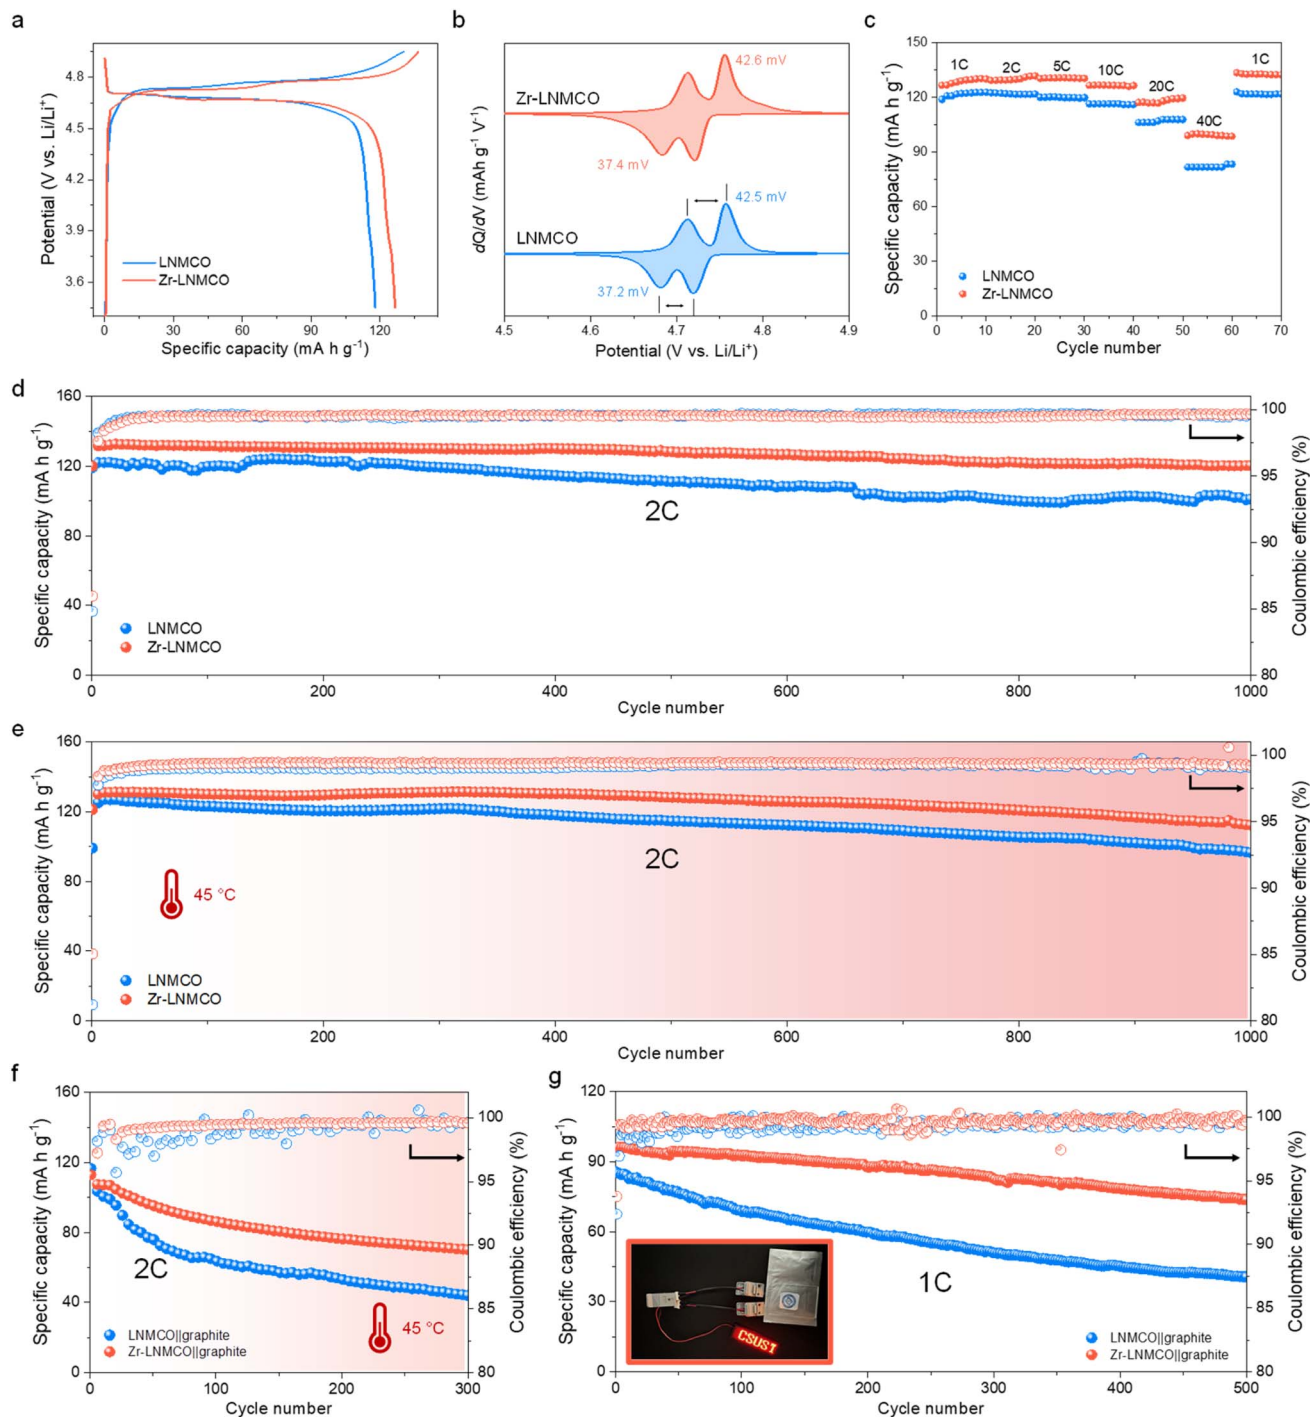 a
4.8
4.5
4.2
3.9
3.6
Potential (V vs. Li/Li⁺)
LNMCO
Zr-LNMCO
0 30 60 90 120
Specific capacity (mA h g⁻¹)
b
42.6 mV
Zr-LNMCO
37.4 mV
42.5 mV
LNMCO
37.2 mV
dQ/dV (mAh g⁻¹ V⁻¹)
4.5 4.6 4.7 4.8 4.9
Potential (V vs. Li/Li⁺)
c
150
120
90
60
30
0
Specific capacity (mA h g⁻¹)
1C 2C 5C 10C 20C 40C 1C
LNMCO
Zr-LNMCO
0 10 20 30 40 50 60 70
Cycle number
d
160
120
80
40
0
Specific capacity (mA h g⁻¹)
2C
LNMCO
Zr-LNMCO
100
95
90
85
80
Coulombic efficiency (%)
0 200 400 600 800 1000
Cycle number
e
160
120
80
40
0
Specific capacity (mA h g⁻¹)
2C
45 °C
LNMCO
Zr-LNMCO
100
95
90
85
80
Coulombic efficiency (%)
0 200 400 600 800 1000
Cycle number
f
160
120
80
40
0
Specific capacity (mA h g⁻¹)
2C
45 °C
LNMCO||graphite
Zr-LNMCO||graphite
100
95
90
85
80
Coulombic efficiency (%)
0 100 200 300
Cycle number
g
120
90
60
30
0
Specific capacity (mA h g⁻¹)
1C
CSUST
LNMCO||graphite
Zr-LNMCO||graphite
100
95
90
85
80
Coulombic efficiency (%)
0 100 200 300 400 500
Cycle number